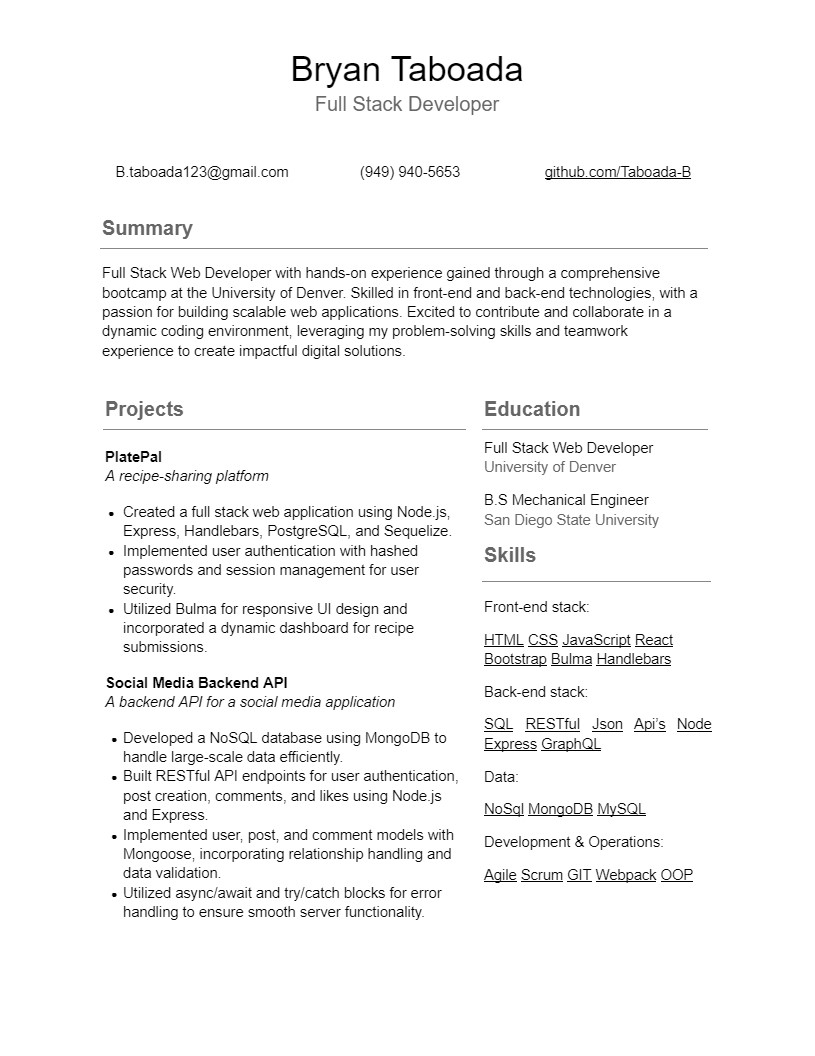 Bryan Taboada
Full Stack Developer
B.taboada123@gmail.com (949) 940-5653 github.com/Taboada-B
Summary
Full Stack Web Developer with hands-on experience gained through a comprehensive
bootcamp at the University of Denver. Skilled in front-end and back-end technologies, with a
passion for building scalable web applications. Excited to contribute and collaborate in a
dynamic coding environment, leveraging my problem-solving skills and teamwork
experience to create impactful digital solutions.
Projects
PlatePal
A recipe-sharing platform
• Created a full stack web application using Node.js,
Express, Handlebars, PostgreSQL, and Sequelize.
• Implemented user authentication with hashed
passwords and session management for user
security.
• Utilized Bulma for responsive UI design and
incorporated a dynamic dashboard for recipe
submissions.
Social Media Backend API
A backend API for a social media application
• Developed a NoSQL database using MongoDB to
handle large-scale data efficiently.
• Built RESTful API endpoints for user authentication,
post creation, comments, and likes using Node.js
and Express.
• Implemented user, post, and comment models with
Mongoose, incorporating relationship handling and
data validation.
• Utilized async/await and try/catch blocks for error
handling to ensure smooth server functionality.
Education
Full Stack Web Developer
University of Denver
B.S Mechanical Engineer
San Diego State University
Skills
Front-end stack:
HTML CSS JavaScript React
Bootstrap Bulma Handlebars
Back-end stack:
SQL RESTful Json Api's Node
Express GraphQL
Data:
NoSql MongoDB MySQL
Development & Operations:
Agile Scrum GIT Webpack OOP